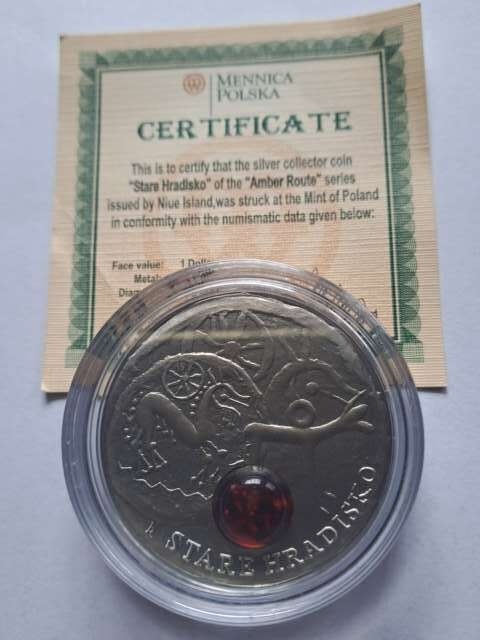 MENNICA
POLSKA
CERTIFICATE
This is to certify that the silver collector coin
"Stare Hradisko" of the "Amber Route" series
issued by Niue Island,was struck at the Mint of Poland
in conformity with the numismatic data given below:
Face value: 1
STARE HRADISKO